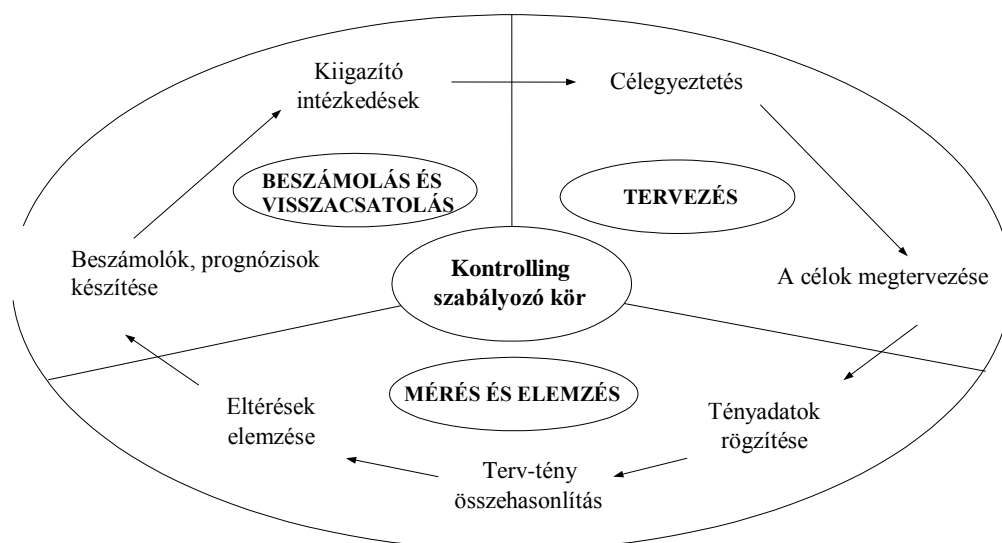 Kiigazító
intézkedések
Célegyeztetés
BESZÁMOLÁS ÉS
VISSZACSATOLÁS
TERVEZÉS
Beszámolók, prognózisok
készítése
Kontrolling
szabályozó kör
A célok megtervezése
MÉRÉS ÉS ELEMZÉS
Eltérések
elemzése
Tényadatok
rögzítése
Terv-tény
összehasonlítás